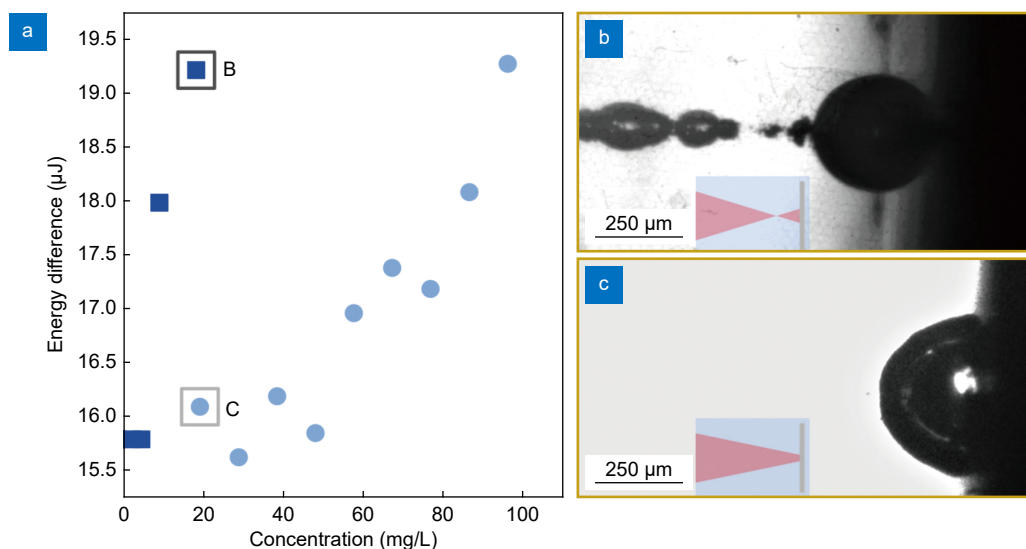 a
19.5
19.0
18.5
18.0
17.5
17.0
16.5
16.0
15.5
Energy difference (μJ)
B
C
0
20
40
60
80
100
Concentration (mg/L)
b
250 μm
c
250 μm